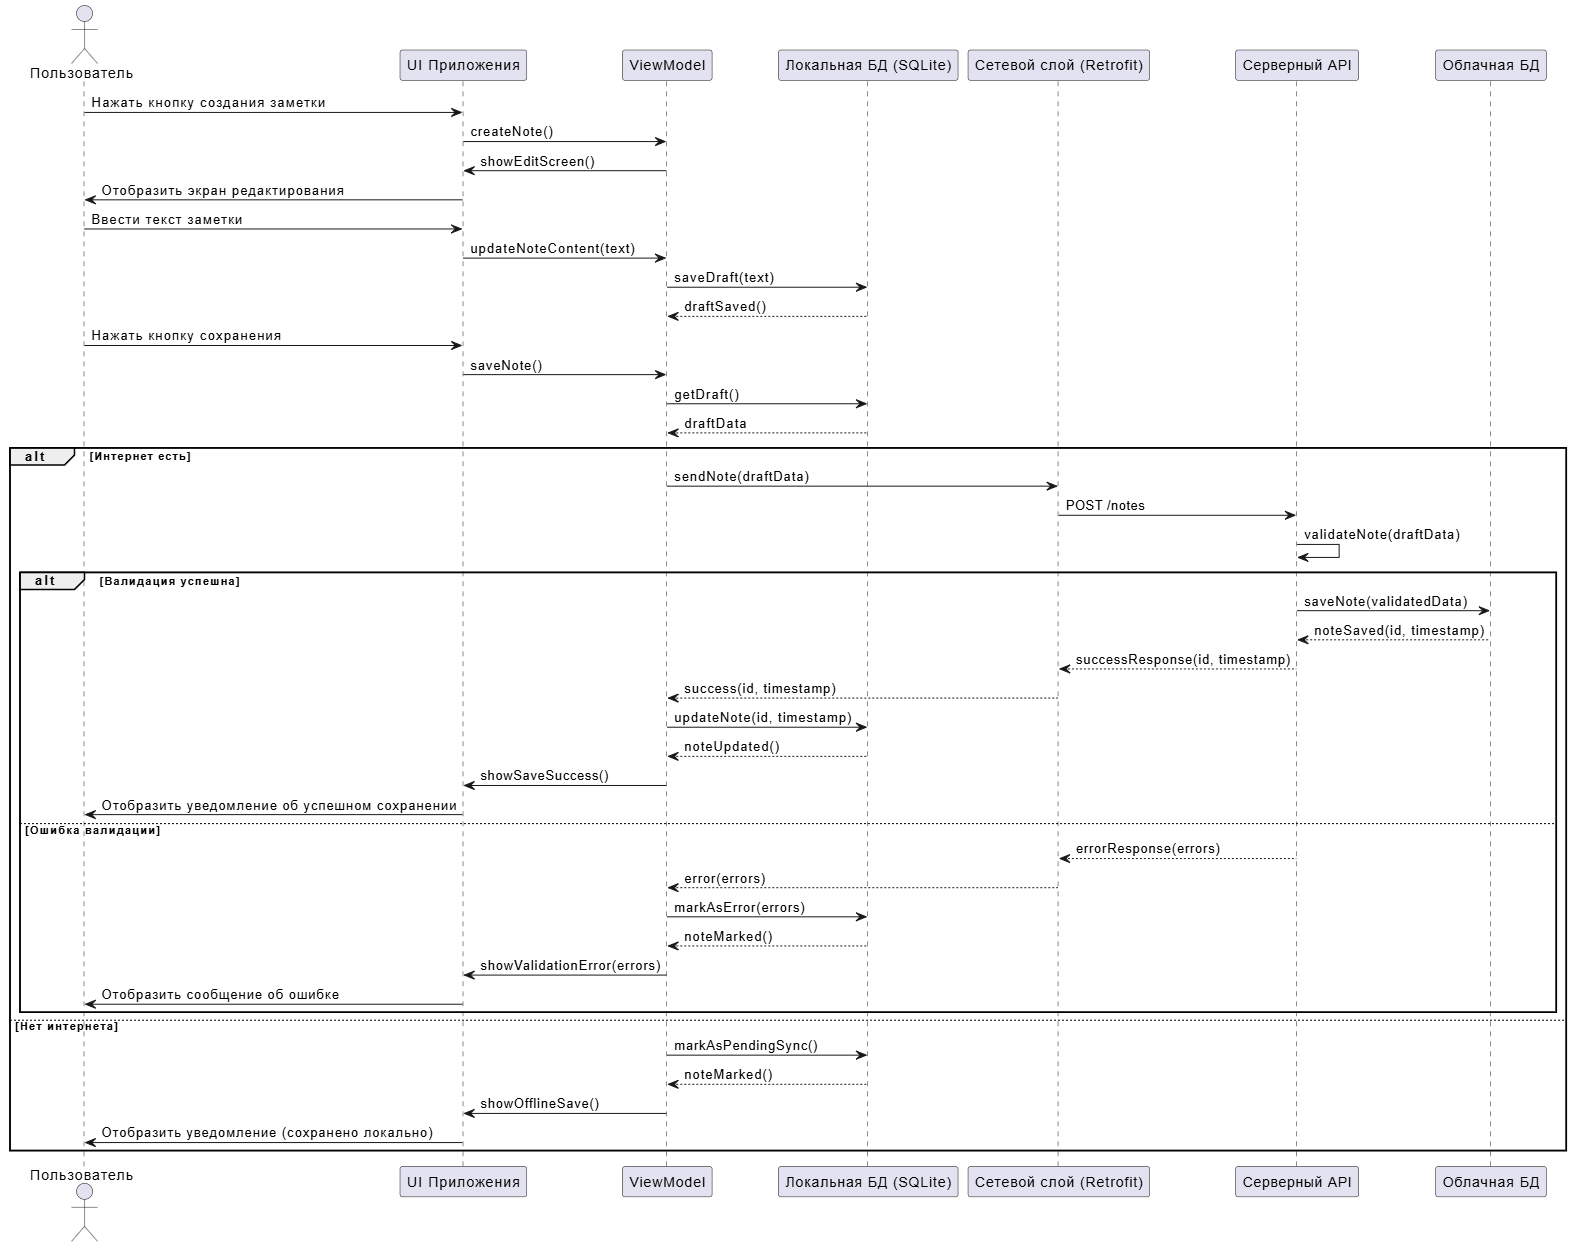 Пользователь
UI Приложения
ViewModel
Локальная БД (SQLite)
Сетевой слой (Retrofit)
Серверный API
Облачная БД
Нажать кнопку создания заметки
createNote()
showEditScreen()
Отобразить экран редактирования
Ввести текст заметки
updateNoteContent(text)
saveDraft(text)
draftSaved()
Нажать кнопку сохранения
saveNote()
getDraft()
draftData
alt [Интернет есть]
sendNote(draftData)
POST /notes
validateNote(draftData)
alt [Валидация успешна]
saveNote(validatedData)
noteSaved(id, timestamp)
successResponse(id, timestamp)
success(id, timestamp)
updateNote(id, timestamp)
noteUpdated()
showSaveSuccess()
Отобразить уведомление об успешном сохранении
[Ошибка валидации]
errorResponse(errors)
error(errors)
markAsError(errors)
noteMarked()
showValidationError(errors)
Отобразить сообщение об ошибке
[Нет интернета]
markAsPendingSync()
noteMarked()
showOfflineSave()
Отобразить уведомление (сохранено локально)
Пользователь
UI Приложения
ViewModel
Локальная БД (SQLite)
Сетевой слой (Retrofit)
Серверный API
Облачная БД